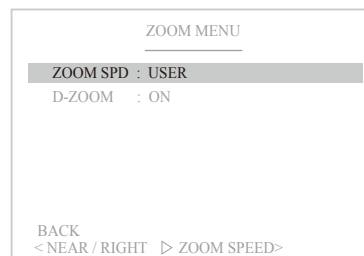 ZOOM MENU
ZOOM SPD : USER
D-ZOOM : ON
BACK
< NEAR / RIGHT ▷ ZOOM SPEED>